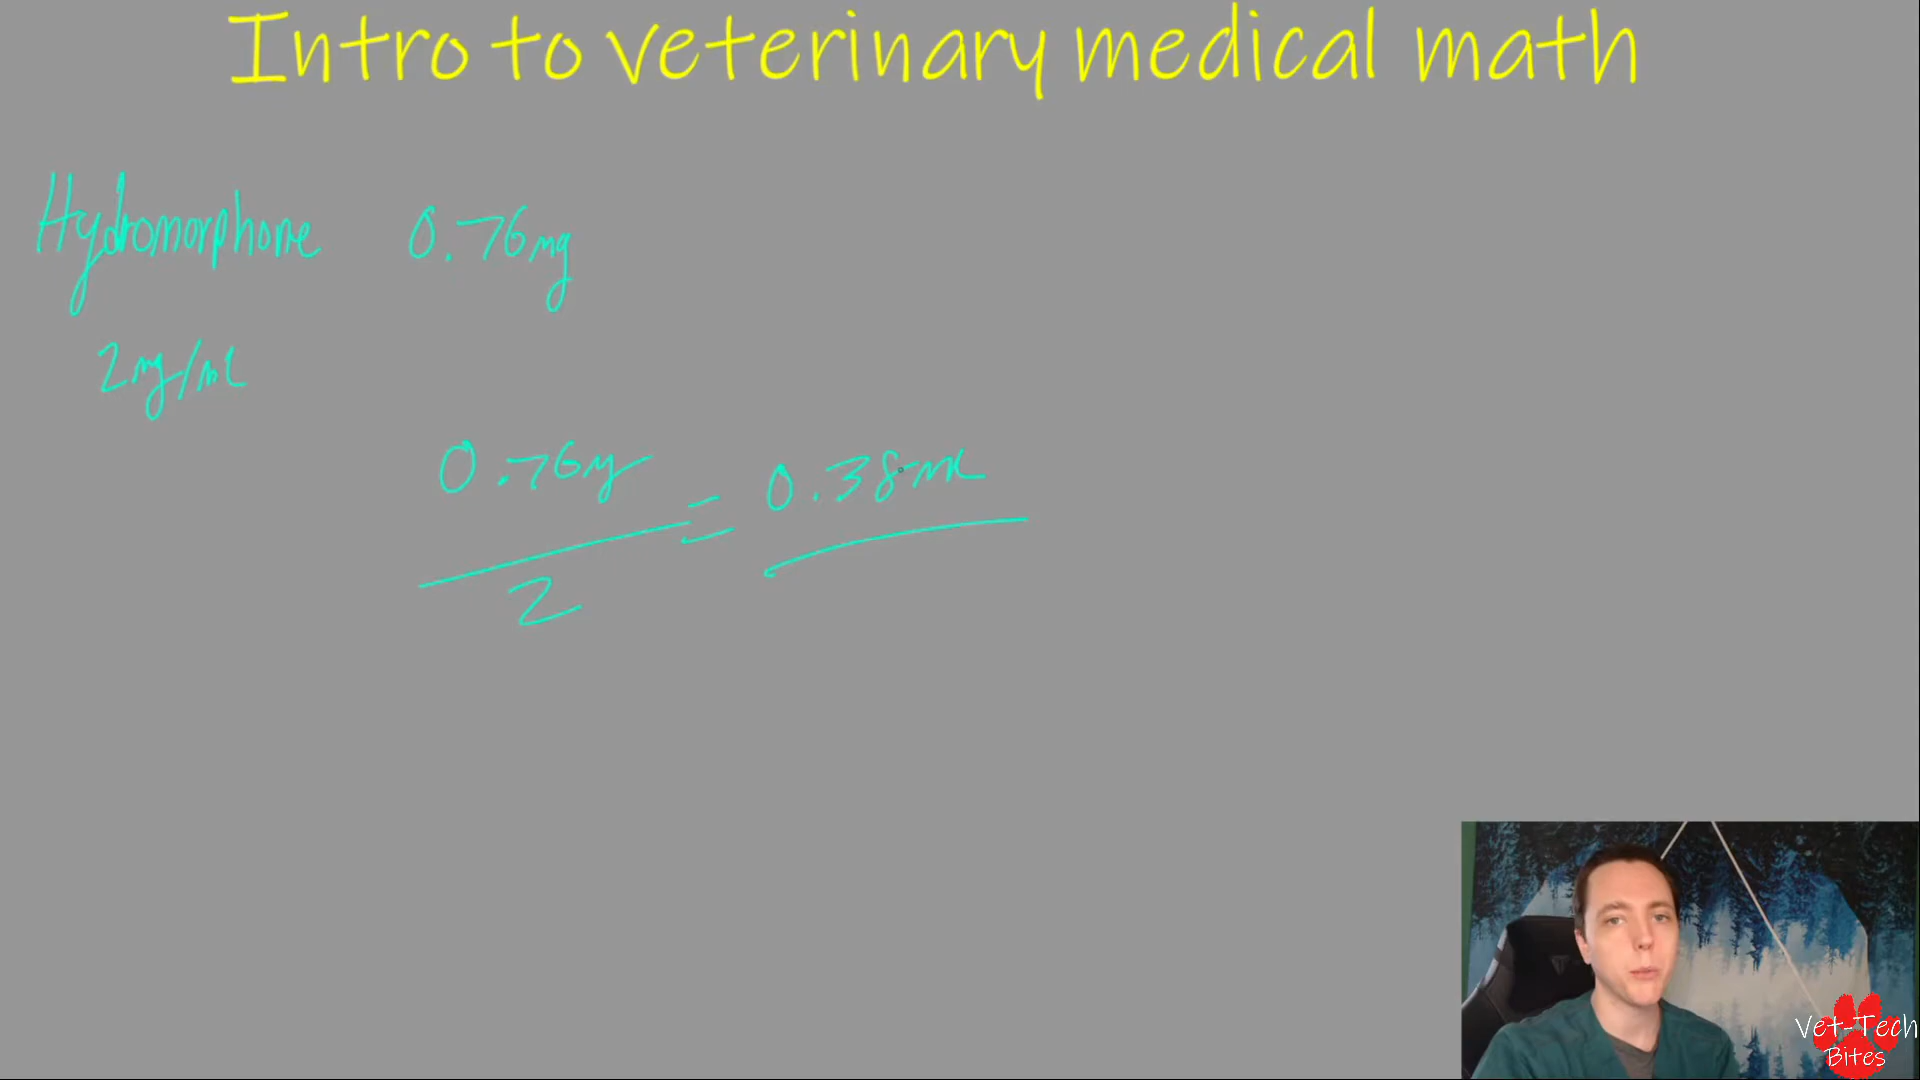 Intro to veterinary medical math
Hydromorphone 0.76mg
2mg/mL
0.76mg = 0.38mL
2
Vet-Tech
Bites